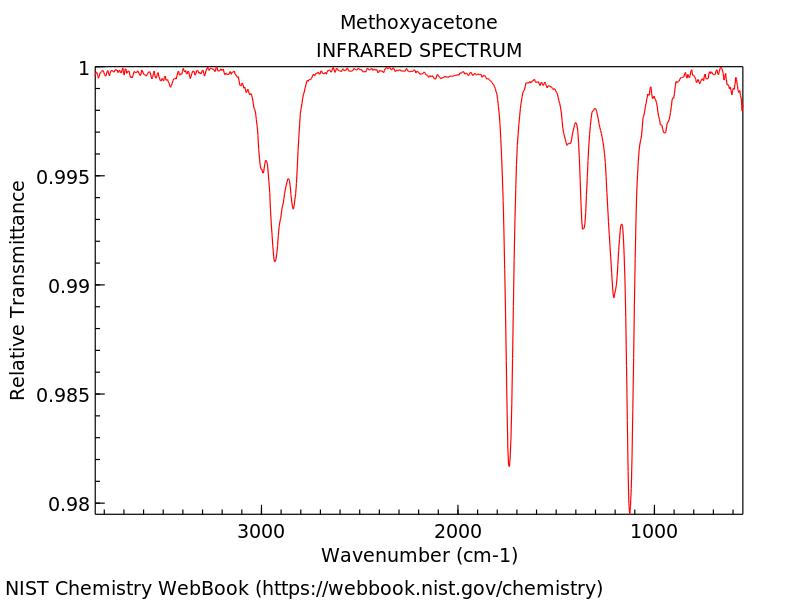 Methoxyacetone
INFRARED SPECTRUM
1
0.995
0.99
0.985
0.98
Relative Transmittance
3000 2000 1000
Wavenumber (cm-1)
NIST Chemistry WebBook (https://webbook.nist.gov/chemistry)